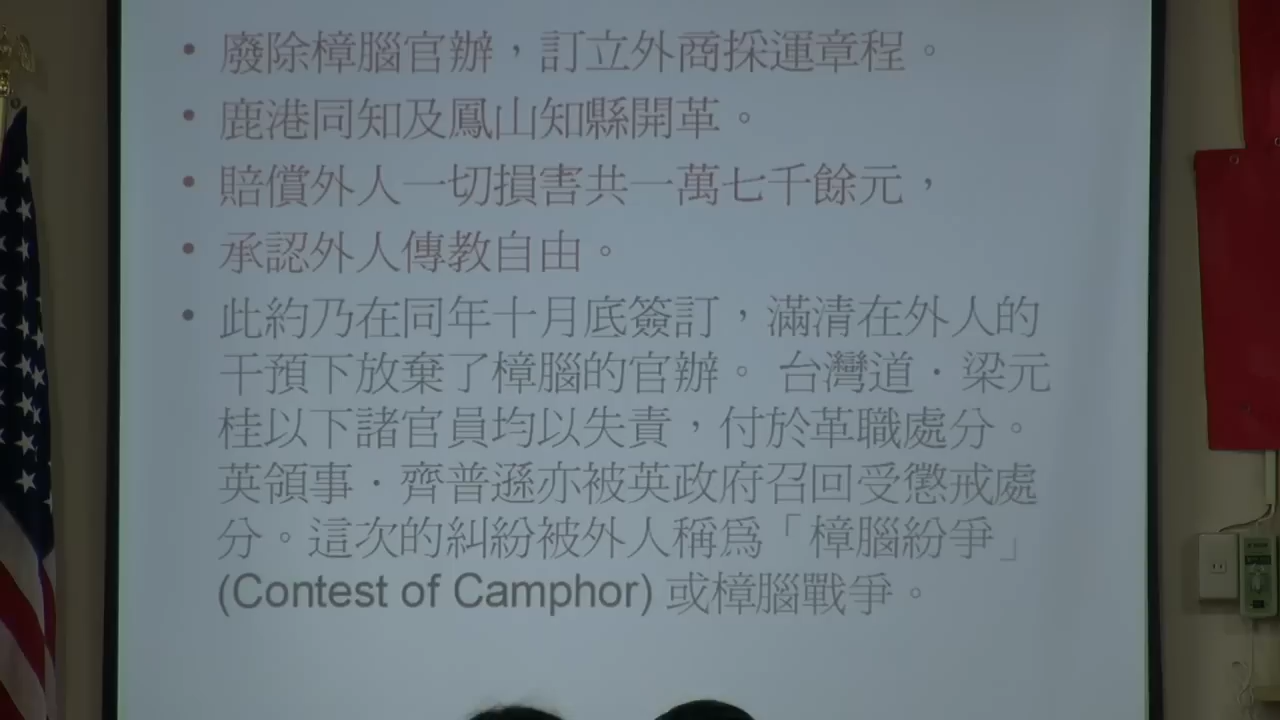 • 廢除樟腦官辦，訂立外商採運章程。
• 鹿港同知及鳳山知縣開革。
• 賠償外人一切損害共一萬七千餘元，
• 承認外人傳教自由。
• 此約乃在同年十月底簽訂，滿清在外人的
干預下放棄了樟腦的官辦。 台灣道．梁元
桂以下諸官員均以失責，付於革職處分。
英領事．齊普遜亦被英政府召回受懲戒處
分。這次的糾紛被外人稱爲「樟腦紛爭」
(Contest of Camphor) 或樟腦戰爭。